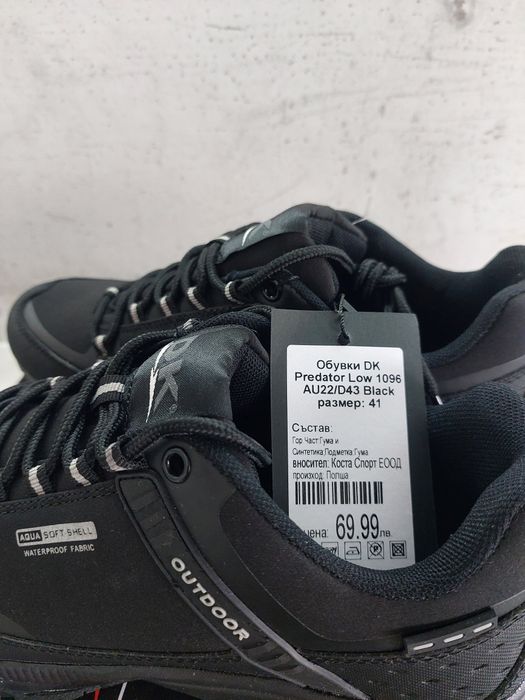 DK
Обувки DK
Predator Low 1096
AU22/D43 Black
размер: 41
Състав:
Гор.Част:Гума и
Синтетика;Подметка:Гума
вносител: Коста Спорт ЕООД
произход: Полша
цена: 69.99лв.
AQUA SOFT-SHELL
WATERPROOF FABRIC
OUTDOOR